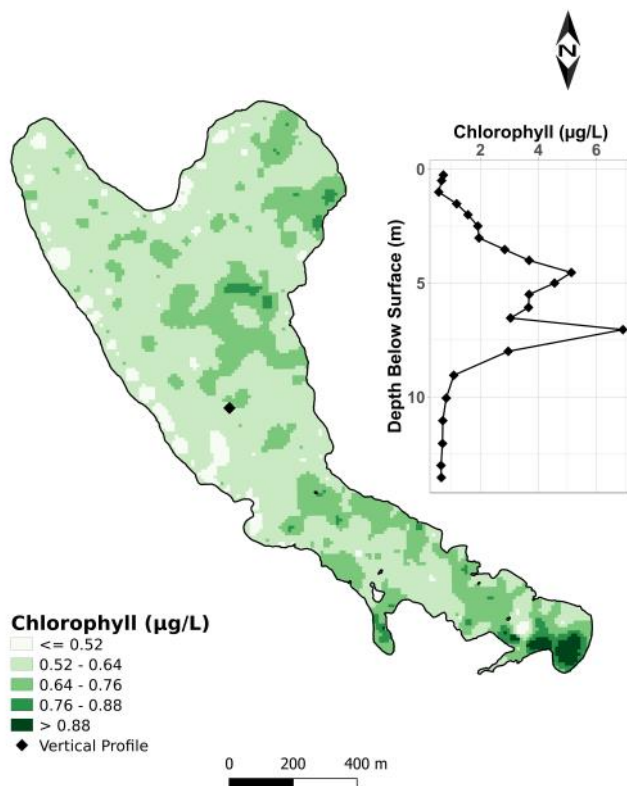 N
Chlorophyll (µg/L)
2 4 6
0
5
10
Depth Below Surface (m)
Chlorophyll (µg/L)
<= 0.52
0.52 - 0.64
0.64 - 0.76
0.76 - 0.88
> 0.88
Vertical Profile
0 200 400 m